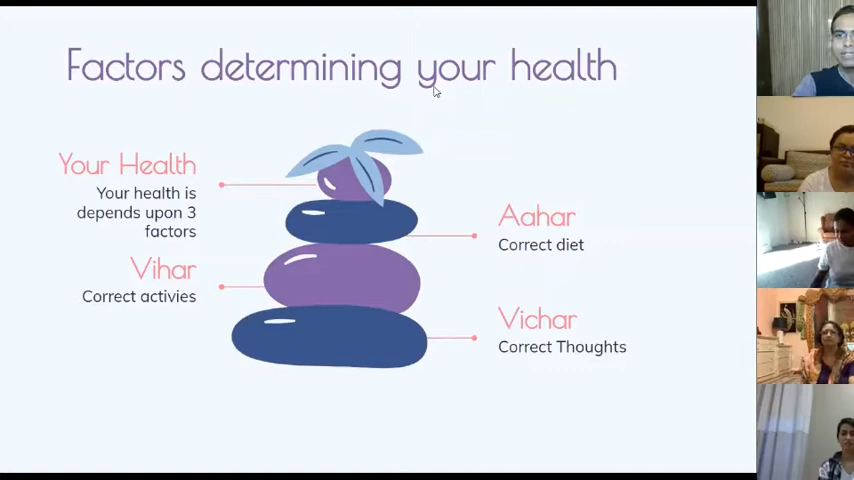 Factors determining your health
Your Health
Your health is
depends upon 3
factors
Aahar
Correct diet
Vihar
Correct activies
Vichar
Correct Thoughts